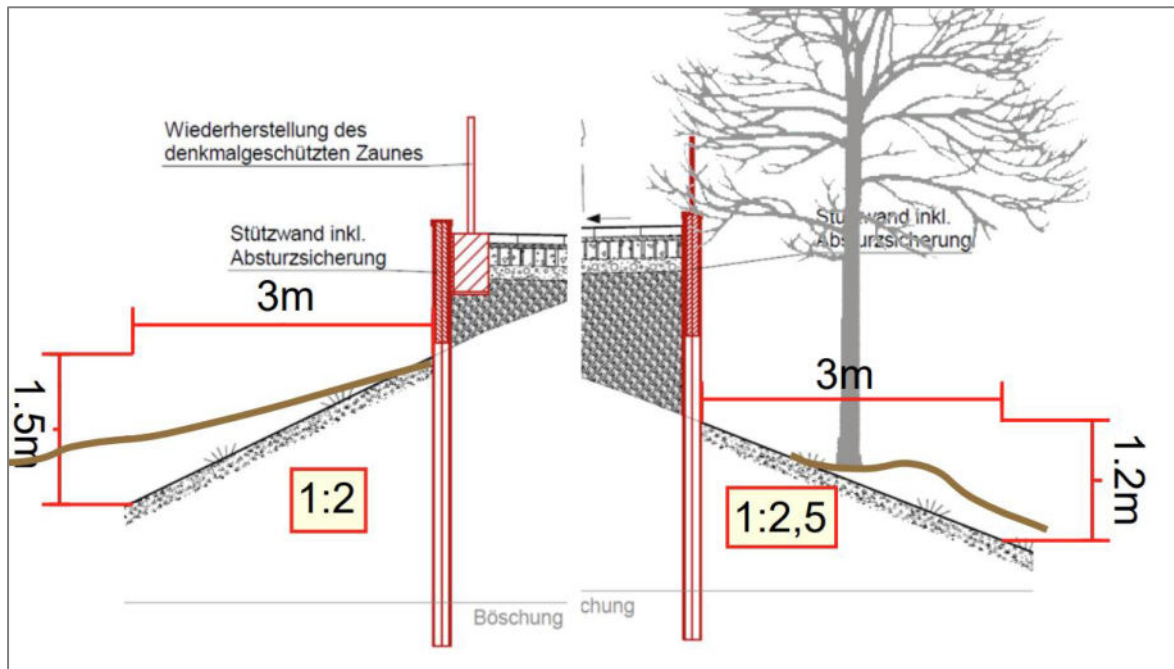 Wiederherstellung des
denkmalgeschützten Zaunes
Stützwand inkl.
Absturzsicherung
3m
1.5m
1:2
Böschung
Stützwand inkl.
Absturzsicherung
3m
1.2m
1:2,5
chung